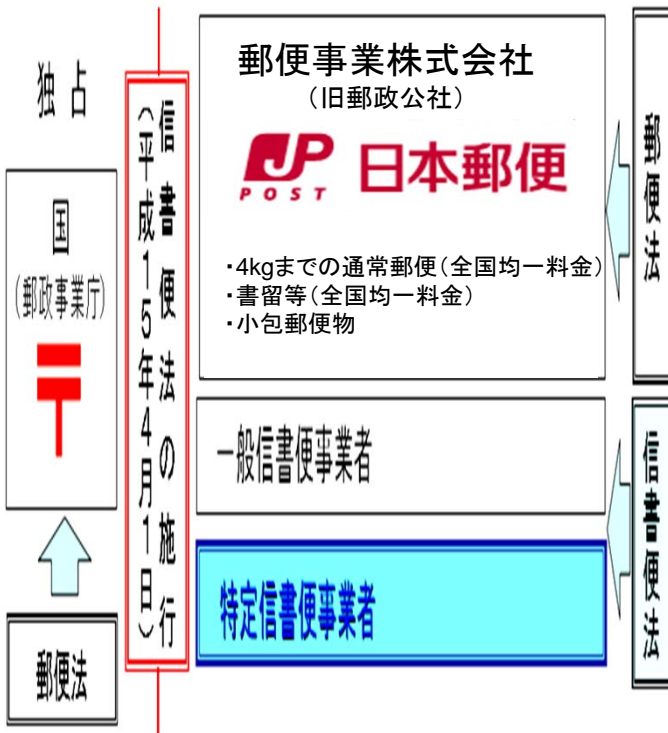 独占
国
(郵政事業庁)
〒
郵便法
信書便法の施行
(平成15年4月1日)
郵便事業株式会社
(旧郵政公社)
JP
POST
日本郵便
・4kgまでの通常郵便(全国均一料金)
・書留等(全国均一料金)
・小包郵便物
一般信書便事業者
特定信書便事業者
郵便法
信書便法